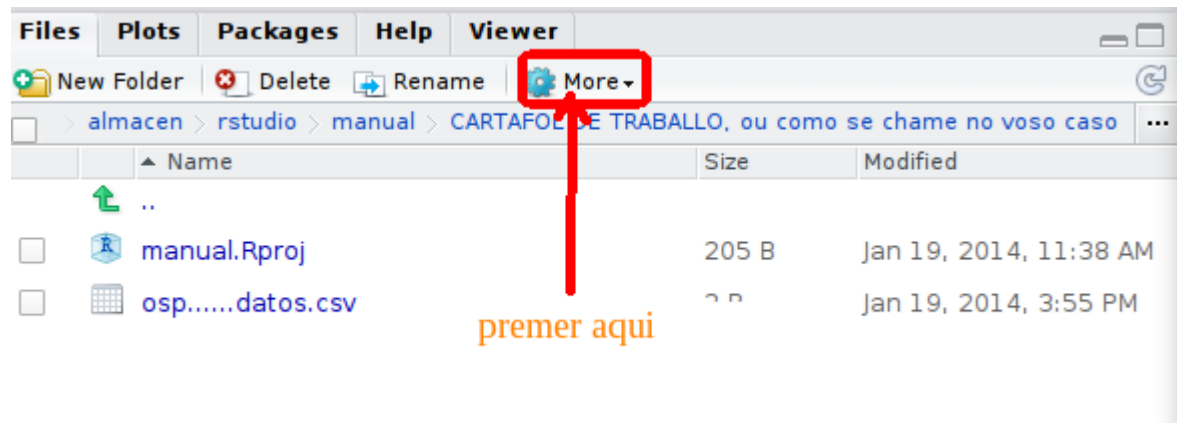 Files Plots Packages Help Viewer
New Folder Delete Rename More
almacen > rstudio > manual > CARTAFOL DE TRABALLO, ou como se chame no voso caso ...
Name Size Modified
..
manual.Rproj 205 B Jan 19, 2014, 11:38 AM
osp......datos.csv Jan 19, 2014, 3:55 PM
premer aqui